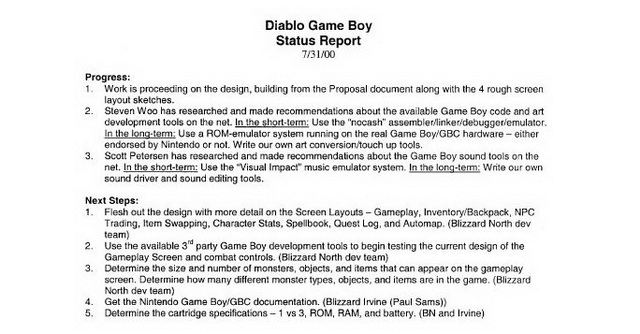 Diablo Game Boy
Status Report
7/31/00
Progress:
1. Work is proceeding on the design, building from the Proposal document along with the 4 rough screen
layout sketches.
2. Steven Woo has researched and made recommendations about the available Game Boy code and art
development tools on the net. In the short-term: Use the "nocash" assembler/linker/debugger/emulator.
In the long-term: Use a ROM-emulator system running on the real Game Boy/GBC hardware – either
endorsed by Nintendo or not. Write our own art conversion/touch up tools.
3. Scott Petersen has researched and made recommendations about the Game Boy sound tools on the
net. In the short-term: Use the "Visual Impact" music emulator system. In the long-term: Write our own
sound driver and sound editing tools.
Next Steps:
1. Flesh out the design with more detail on the Screen Layouts – Gameplay, Inventory/Backpack, NPC
Trading, Item Swapping, Character Stats, Spellbook, Quest Log, and Automap. (Blizzard North dev
team)
2. Use the available 3rd party Game Boy development tools to begin testing the current design of the
Gameplay Screen and combat controls. (Blizzard North dev team)
3. Determine the size and number of monsters, objects, and items that can appear on the gameplay
screen. Determine how many different monster types, objects, and items are in the game. (Blizzard
North dev team)
4. Get the Nintendo Game Boy/GBC documentation. (Blizzard Irvine (Paul Sams))
5. Determine the cartridge specifications – 1 vs 3, ROM, RAM, and battery. (BN and Irvine)